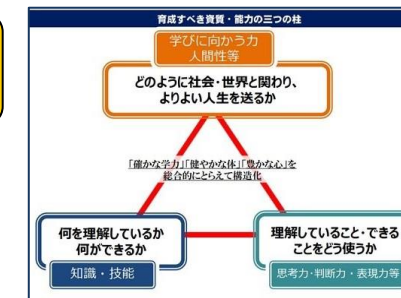 育成すべき資質・能力の三つの柱
学びに向かう力
人間性等
どのように社会・世界と関わり、
よりよい人生を送るか
「確かな学力」「健やかな体」「豊かな心」を
総合的にとらえて構造化
何を理解しているか
何ができるか
知識・技能
理解していること・できる
ことをどう使うか
思考力・判断力・表現力等